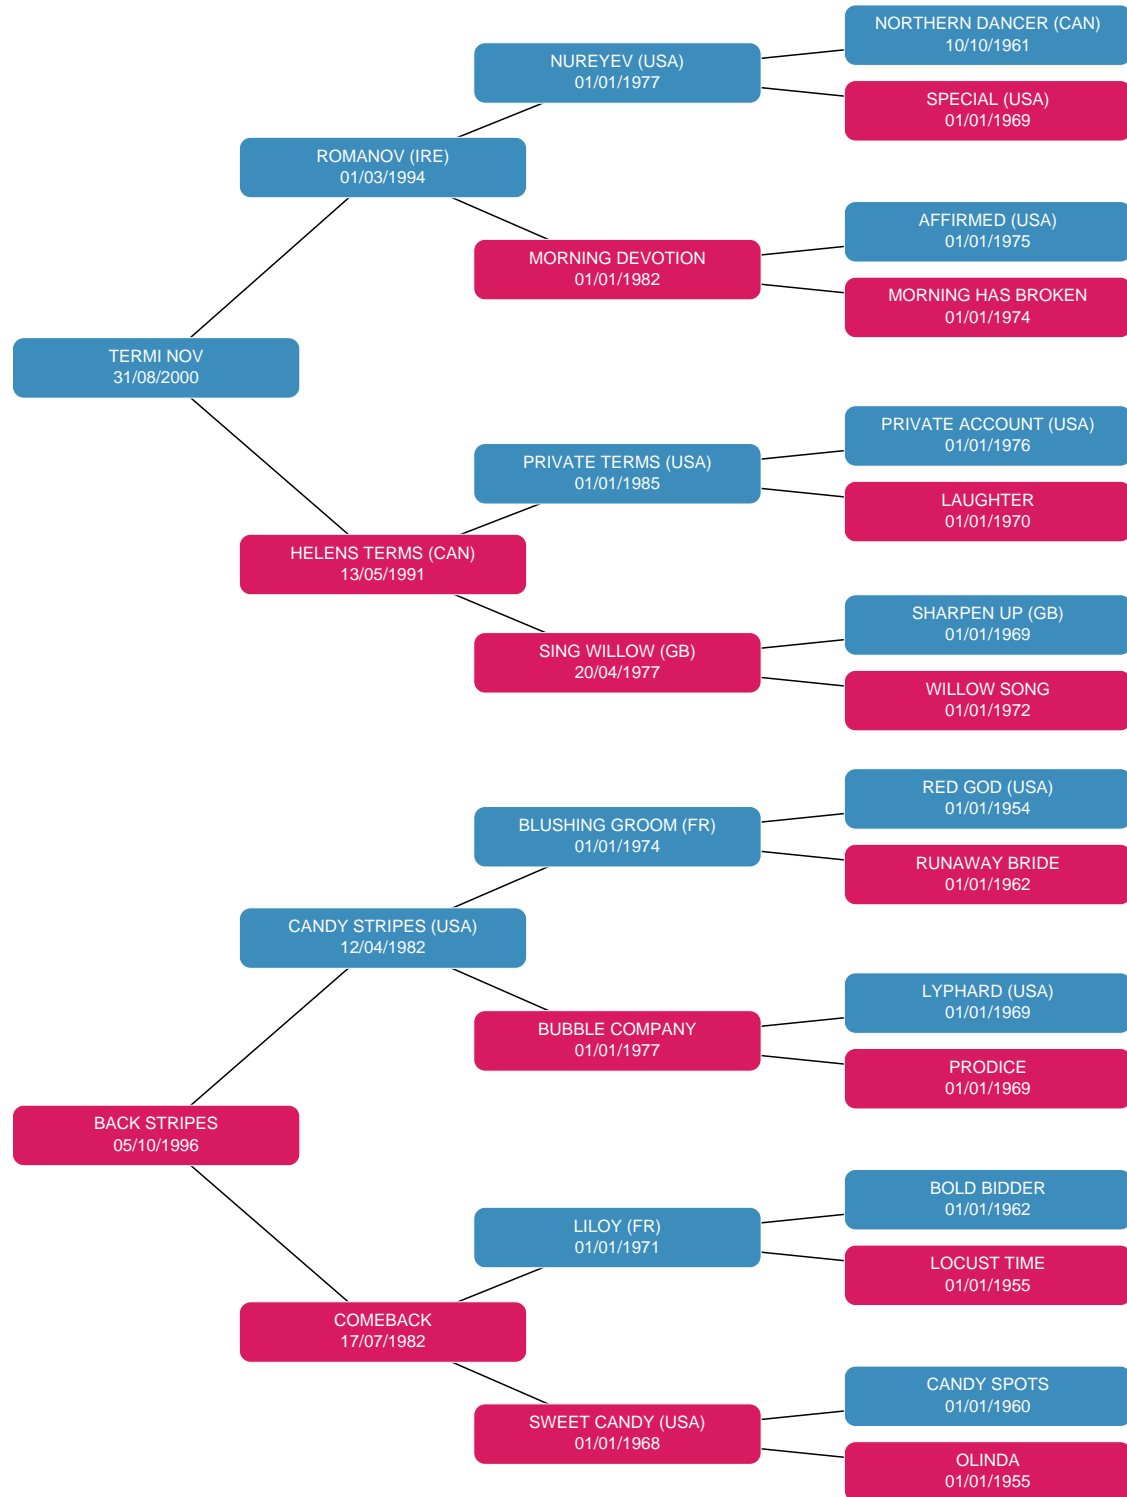 NORTHERN DANCER (CAN)
10/10/1961
NUREYEV (USA)
01/01/1977
SPECIAL (USA)
01/01/1969
ROMANOV (IRE)
01/03/1994
AFFIRMED (USA)
01/01/1975
MORNING DEVOTION
01/01/1982
MORNING HAS BROKEN
01/01/1974
TERMI NOV
31/08/2000
PRIVATE ACCOUNT (USA)
01/01/1976
PRIVATE TERMS (USA)
01/01/1985
LAUGHTER
01/01/1970
HELENS TERMS (CAN)
13/05/1991
SHARPEN UP (GB)
01/01/1969
SING WILLOW (GB)
20/04/1977
WILLOW SONG
01/01/1972
RED GOD (USA)
01/01/1954
BLUSHING GROOM (FR)
01/01/1974
RUNAWAY BRIDE
01/01/1962
CANDY STRIPES (USA)
12/04/1982
LYPHARD (USA)
01/01/1969
BUBBLE COMPANY
01/01/1977
PRODICE
01/01/1969
BACK STRIPES
05/10/1996
BOLD BIDDER
01/01/1962
LILOY (FR)
01/01/1971
LOCUST TIME
01/01/1955
COMEBACK
17/07/1982
CANDY SPOTS
01/01/1960
SWEET CANDY (USA)
01/01/1968
OLINDA
01/01/1955